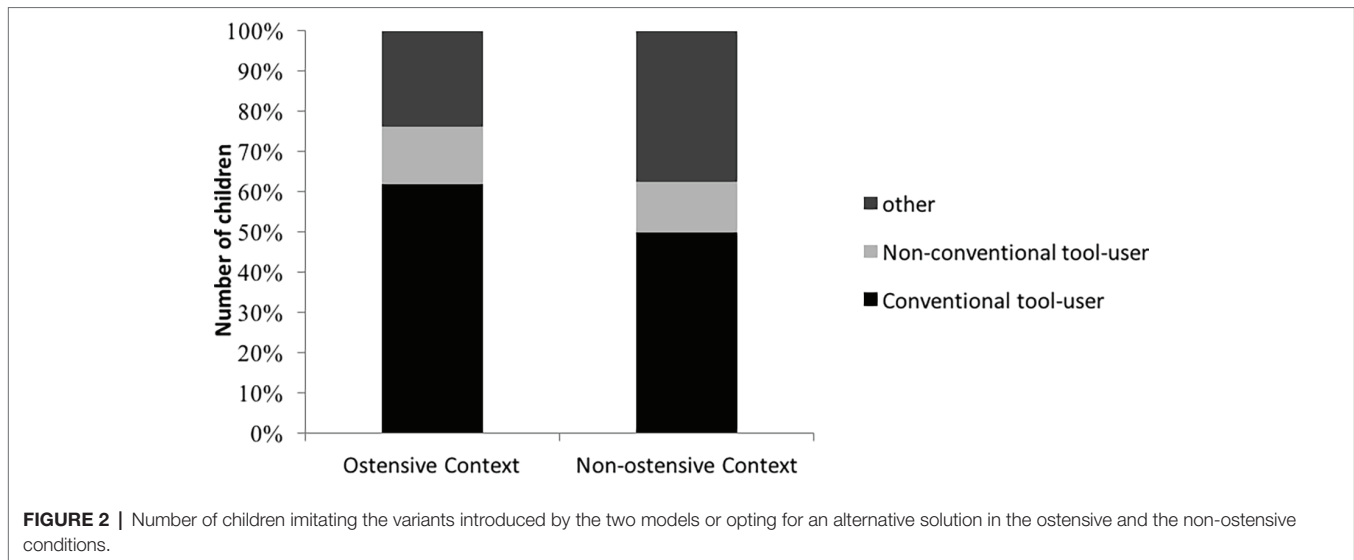 100%
90%
80%
70%
60%
50%
40%
30%
20%
10%
0%
Number of children
Ostensive Context
Non-ostensive Context
other
Non-conventional tool-user
Conventional tool-user
FIGURE 2 | Number of children imitating the variants introduced by the two models or opting for an alternative solution in the ostensive and the non-ostensive
conditions.